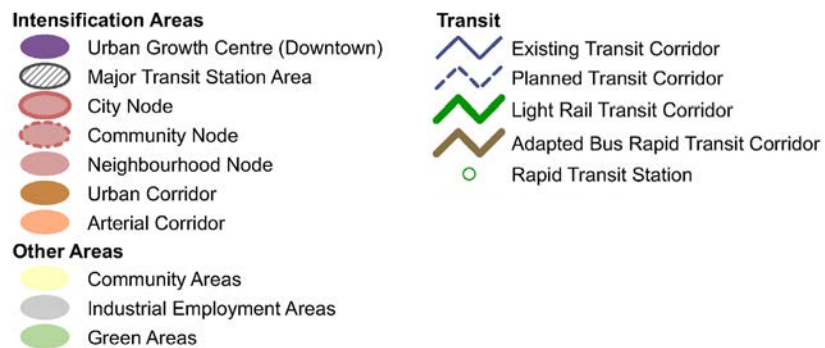 Intensification Areas
Urban Growth Centre (Downtown)
Major Transit Station Area
City Node
Community Node
Neighbourhood Node
Urban Corridor
Arterial Corridor
Other Areas
Community Areas
Industrial Employment Areas
Green Areas
Transit
Existing Transit Corridor
Planned Transit Corridor
Light Rail Transit Corridor
Adapted Bus Rapid Transit Corridor
Rapid Transit Station